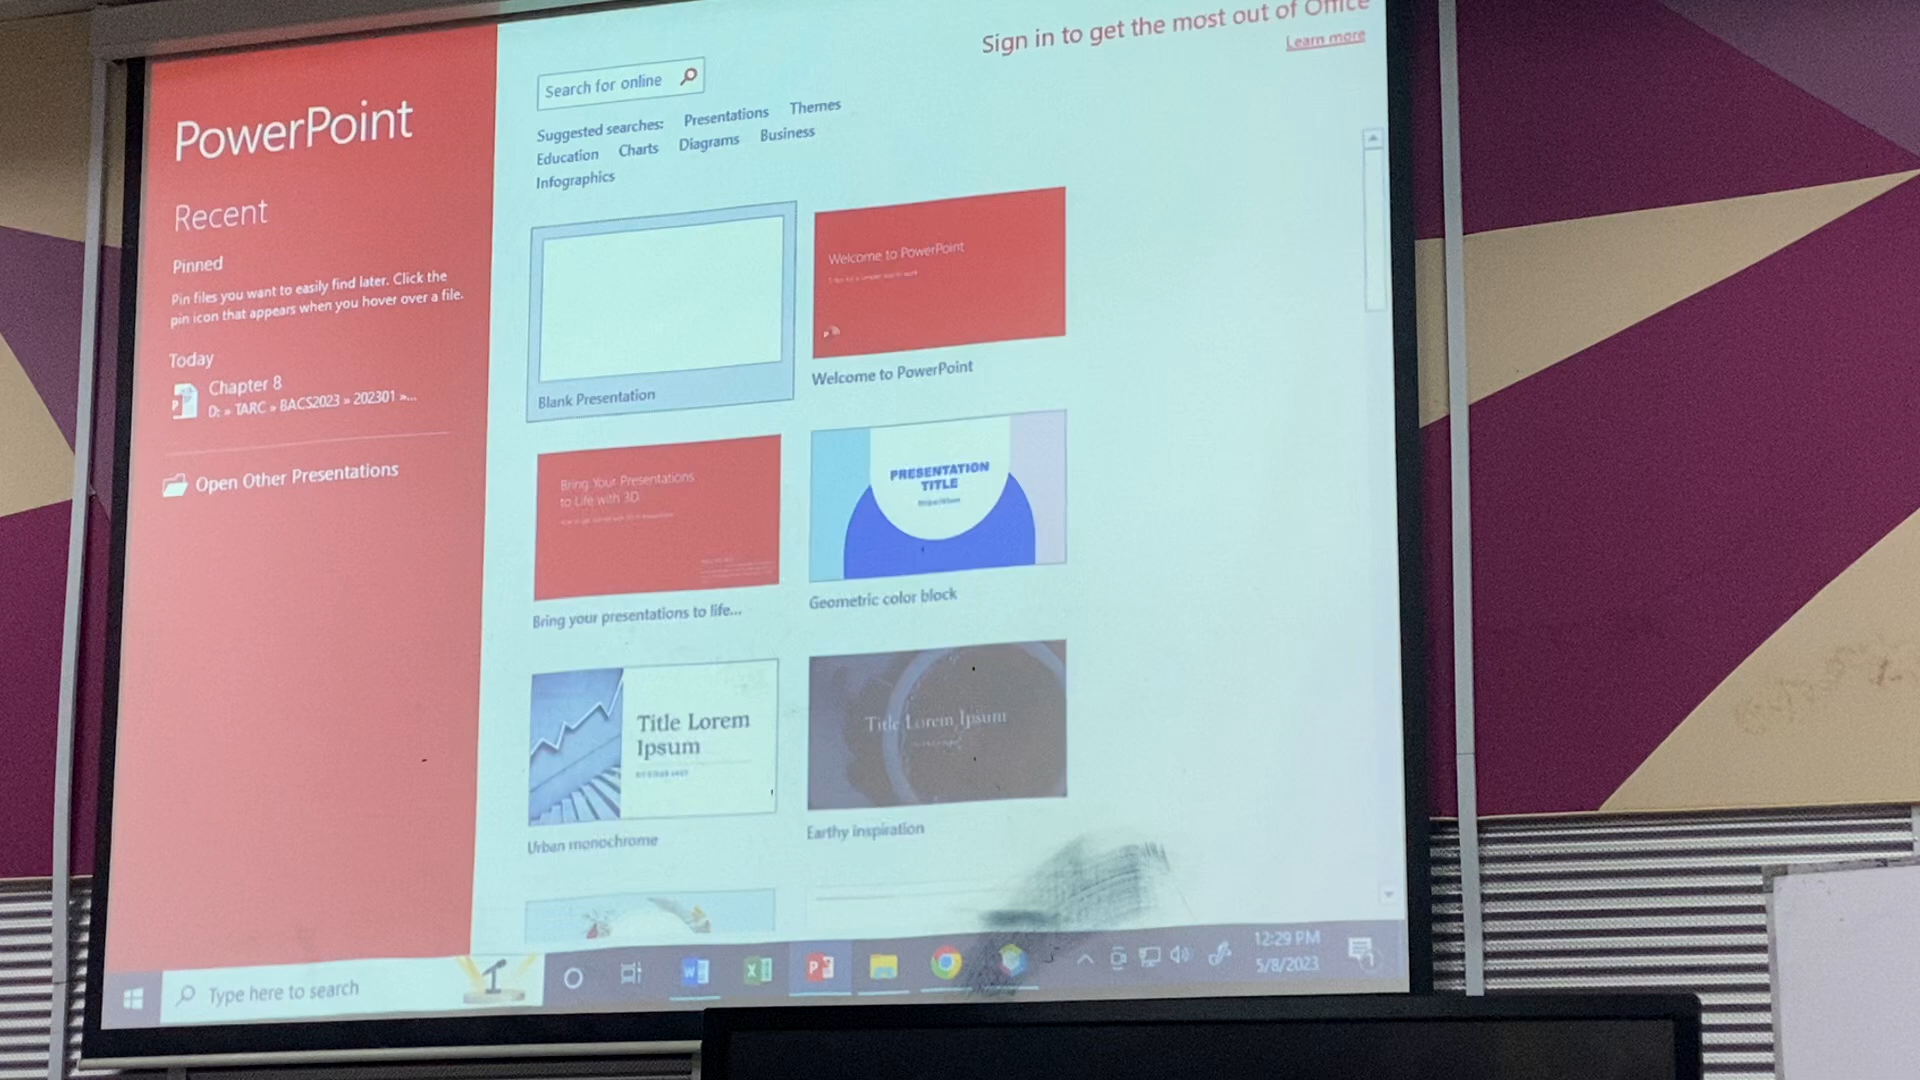 PowerPoint
Recent
Pinned
Pin files you want to easily find later. Click the
pin icon that appears when you hover over a file.
Today
Chapter 8
D: » TARC » BACS2023 » 202301 »...
Open Other Presentations
Sign in to get the most out of Office
Learn more
Search for online
Suggested searches: Presentations Themes
Education Charts Diagrams Business
Infographics
Blank Presentation
Welcome to PowerPoint
Welcome to PowerPoint
Bring Your Presentations
to Life with 3D
Bring your presentations to life...
PRESENTATION
TITLE
Geometric color block
Title Lorem
Ipsum
Urban monochrome
Title Lorem Ipsum
Earthy inspiration
Type here to search
12:29 PM
5/8/2023